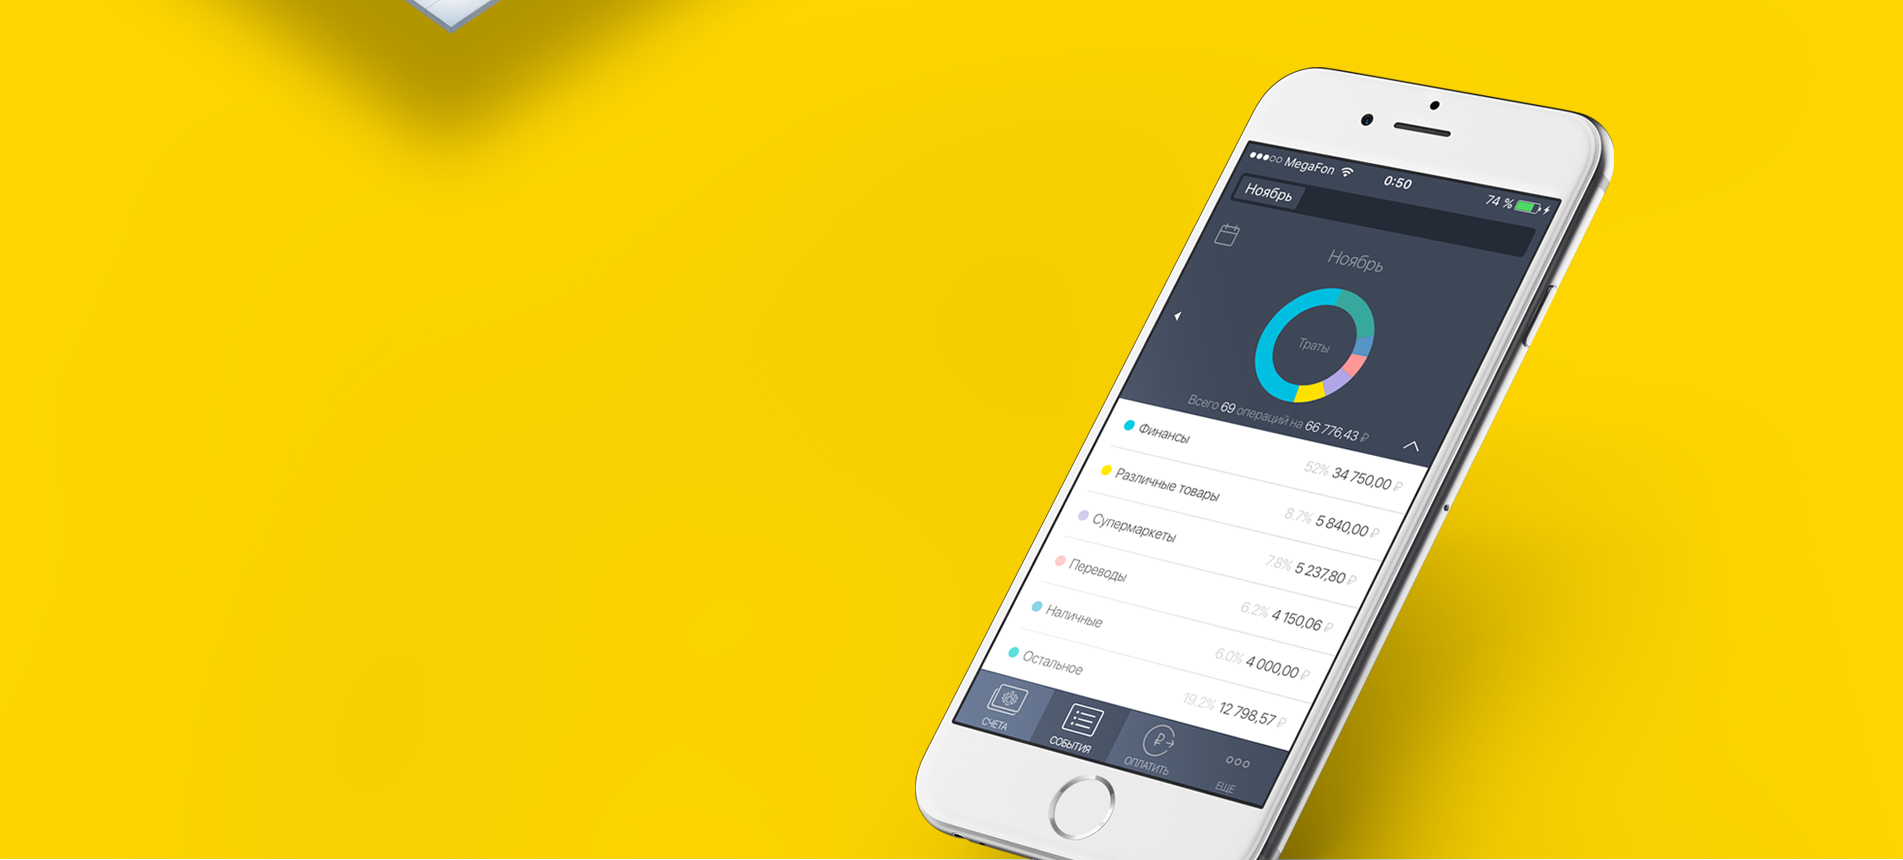 MegaFon 0:50 74 %
Ноябрь
Ноябрь
Траты
Всего 69 операций на 66 776,43 ₽
Финансы 52% 34 750,00 ₽
Различные товары 8.7% 5 840,00 ₽
Супермаркеты 7.8% 5 237,80 ₽
Переводы 6.2% 4 150,06 ₽
Наличные 6.0% 4 000,00 ₽
Остальное 19.2% 12 798,57 ₽
СЧЕТА СОБЫТИЯ ОПЛАТИТЬ ЕЩЕ